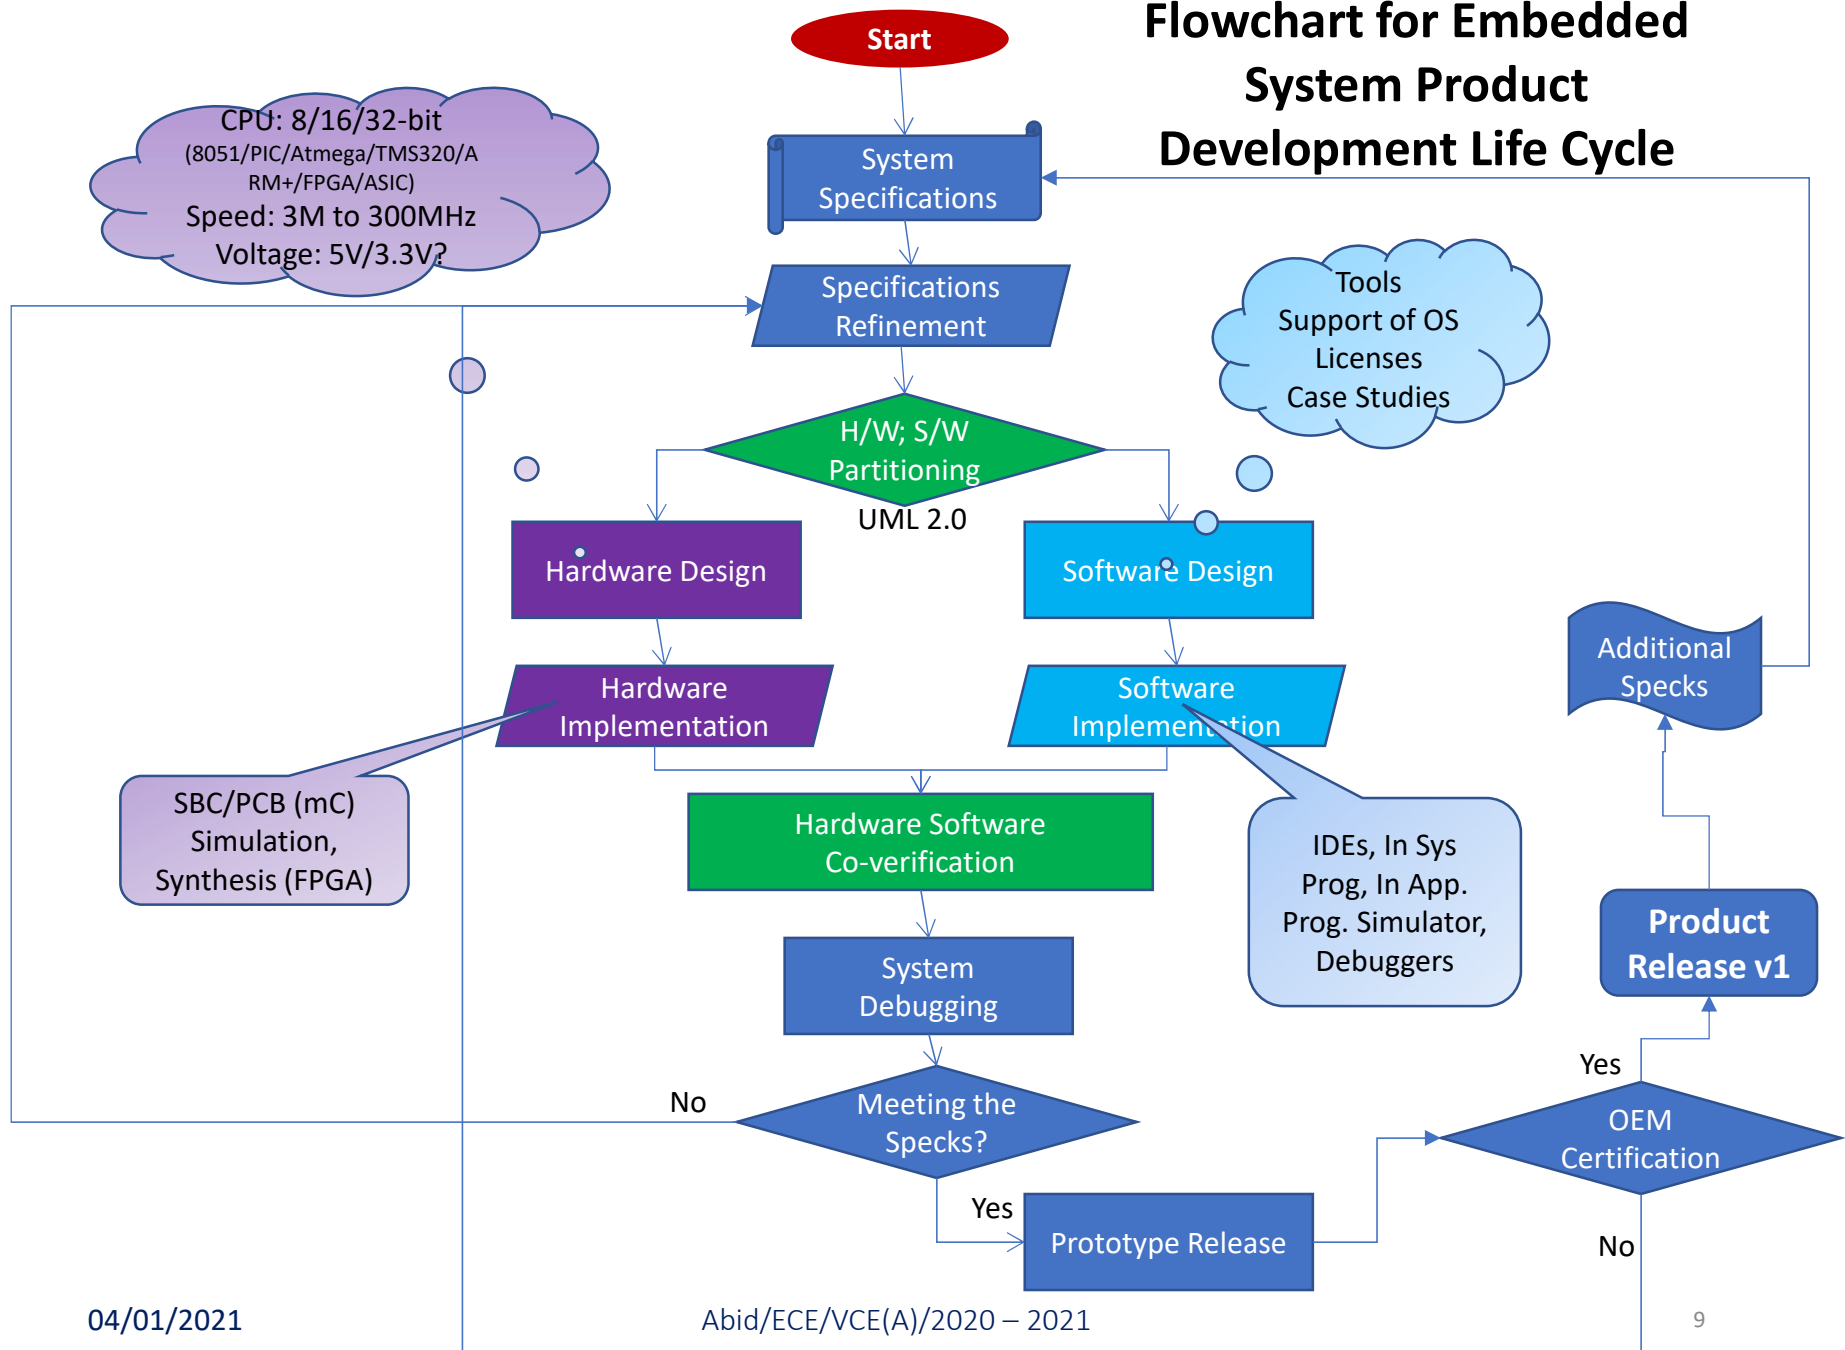 Flowchart for Embedded
System Product
Development Life Cycle
Start
CPU: 8/16/32-bit
(8051/PIC/Atmega/TMS320/A
RM+/FPGA/ASIC)
Speed: 3M to 300MHz
Voltage: 5V/3.3V?
System
Specifications
Specifications
Refinement
Tools
Support of OS
Licenses
Case Studies
H/W; S/W
Partitioning
UML 2.0
Hardware Design
Software Design
Hardware
Implementation
Software
Implementation
Additional
Specks
SBC/PCB (mC)
Simulation,
Synthesis (FPGA)
Hardware Software
Co-verification
IDEs, In Sys
Prog, In App.
Prog. Simulator,
Debuggers
Product
Release v1
System
Debugging
Meeting the
Specks?
No
Yes
Prototype Release
OEM
Certification
Yes
No
04/01/2021
Abid/ECE/VCE(A)/2020 – 2021
9